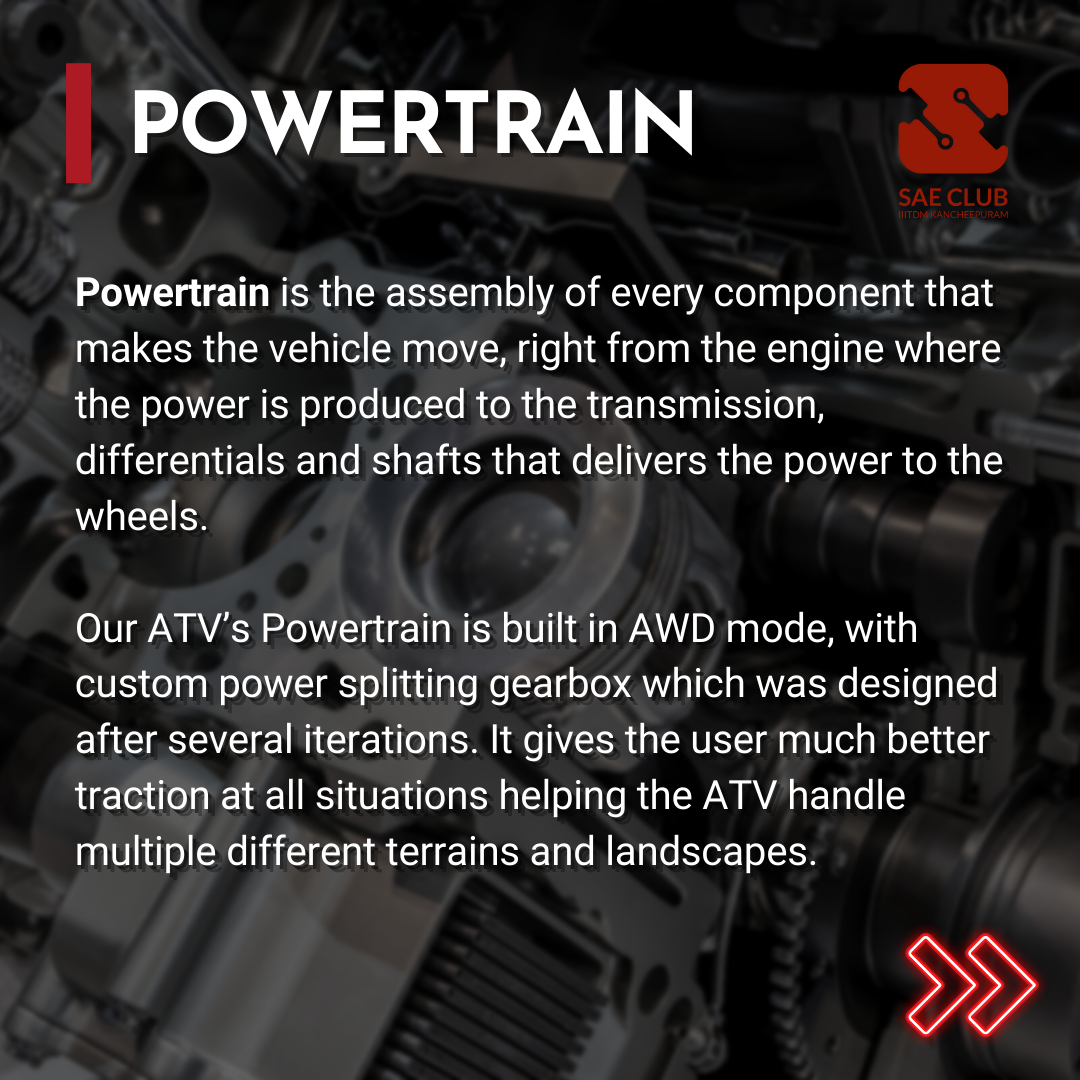 POWERTRAIN
SAE CLUB
IIITDM KANCHEEPURAM
Powertrain is the assembly of every component that
makes the vehicle move, right from the engine where
the power is produced to the transmission,
differentials and shafts that delivers the power to the
wheels.
Our ATV’s Powertrain is built in AWD mode, with
custom power splitting gearbox which was designed
after several iterations. It gives the user much better
traction at all situations helping the ATV handle
multiple different terrains and landscapes.